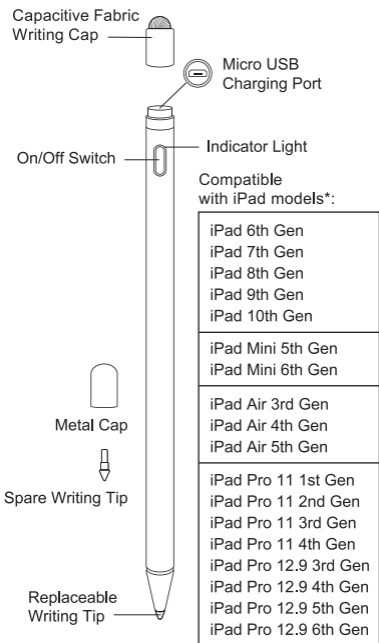 Capacitive Fabric
Writing Cap
Micro USB
Charging Port
On/Off Switch
Indicator Light
Compatible
with iPad models*:
iPad 6th Gen
iPad 7th Gen
iPad 8th Gen
iPad 9th Gen
iPad 10th Gen
iPad Mini 5th Gen
iPad Mini 6th Gen
iPad Air 3rd Gen
iPad Air 4th Gen
iPad Air 5th Gen
iPad Pro 11 1st Gen
iPad Pro 11 2nd Gen
iPad Pro 11 3rd Gen
iPad Pro 11 4th Gen
iPad Pro 12.9 3rd Gen
iPad Pro 12.9 4th Gen
iPad Pro 12.9 5th Gen
iPad Pro 12.9 6th Gen
Metal Cap
Spare Writing Tip
Replaceable
Writing Tip